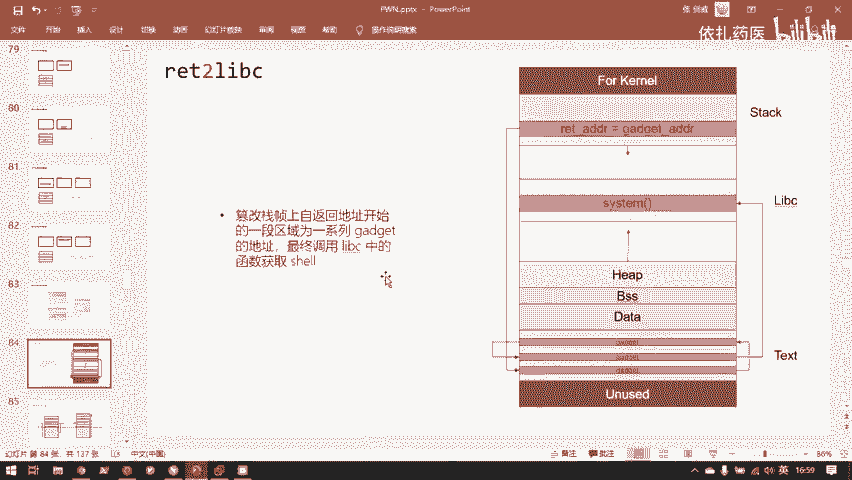 PWN.pptx - PowerPoint
文件
开始
插入
设计
切换
动画
幻灯片放映
审阅
视图
帮助
操作说明搜索
依扎药医 bilibili
79
80
81
82
83
84
85
ret2libc
篡改栈帧上自返回地址开始
的一段区域为一系列 gadget
的地址，最终调用 libc 中的
函数获取 shell
For Kernel
Stack
ret_addr = gadget_addr
system()
Libc
Heap
Bss
Data
gadget
gadget
gadget
Text
Unused
幻灯片 第 84 张，共 137 张
中文(中国)
备注
批注
86%
英
16:59